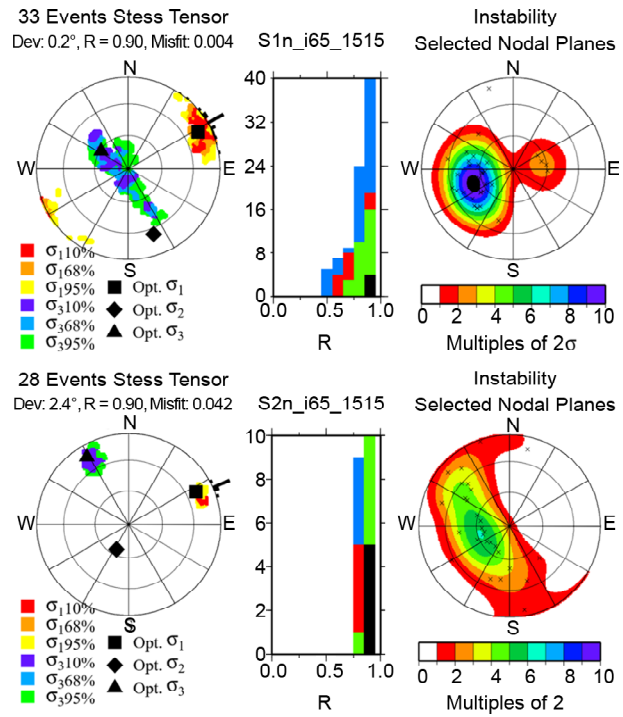 33 Events Stess Tensor
Dev: 0.2°, R = 0.90, Misfit: 0.004
S1n_i65_1515
Instability
Selected Nodal Planes
N
W
E
S
σ₁10%
σ₁68%
σ₁95%
σ₃10%
σ₃68%
σ₃95%
Opt. σ₁
Opt. σ₂
Opt. σ₃
40
32
24
16
8
0
0.0 0.5 1.0
R
N
W
E
S
0 2 4 6 8 10
Multiples of 2σ
28 Events Stess Tensor
Dev: 2.4°, R = 0.90, Misfit: 0.042
S2n_i65_1515
Instability
Selected Nodal Planes
N
W
E
S
σ₁10%
σ₁68%
σ₁95%
σ₃10%
σ₃68%
σ₃95%
Opt. σ₁
Opt. σ₂
Opt. σ₃
10
8
6
4
2
0
0.0 0.5 1.0
R
N
W
E
S
0 2 4 6 8 10
Multiples of 2